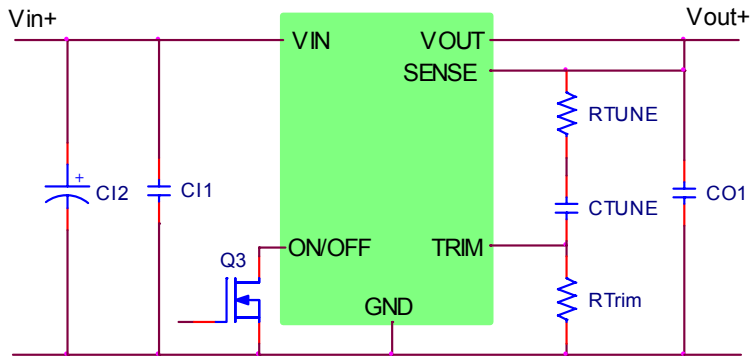 Vin+
Vout+
VIN
VOUT
SENSE
RTUNE
+
CI2
CI1
CTUNE
CO1
ON/OFF
TRIM
Q3
RTrim
GND